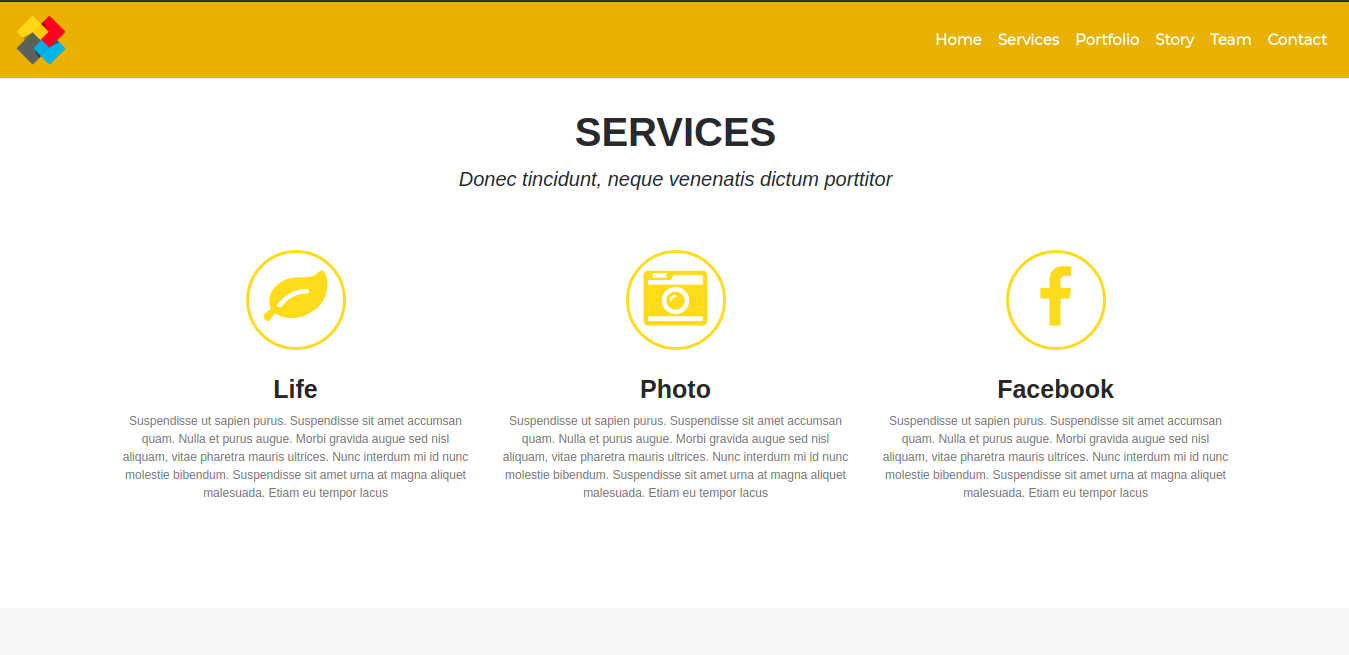 Home Services Portfolio Story Team Contact
SERVICES
Donec tincidunt, neque venenatis dictum porttitor
Life
Suspendisse ut sapien purus. Suspendisse sit amet accumsan
quam. Nulla et purus augue. Morbi gravida augue sed nisl
aliquam, vitae pharetra mauris ultrices. Nunc interdum mi id nunc
molestie bibendum. Suspendisse sit amet urna at magna aliquet
malesuada. Etiam eu tempor lacus
Photo
Suspendisse ut sapien purus. Suspendisse sit amet accumsan
quam. Nulla et purus augue. Morbi gravida augue sed nisl
aliquam, vitae pharetra mauris ultrices. Nunc interdum mi id nunc
molestie bibendum. Suspendisse sit amet urna at magna aliquet
malesuada. Etiam eu tempor lacus
Facebook
Suspendisse ut sapien purus. Suspendisse sit amet accumsan
quam. Nulla et purus augue. Morbi gravida augue sed nisl
aliquam, vitae pharetra mauris ultrices. Nunc interdum mi id nunc
molestie bibendum. Suspendisse sit amet urna at magna aliquet
malesuada. Etiam eu tempor lacus